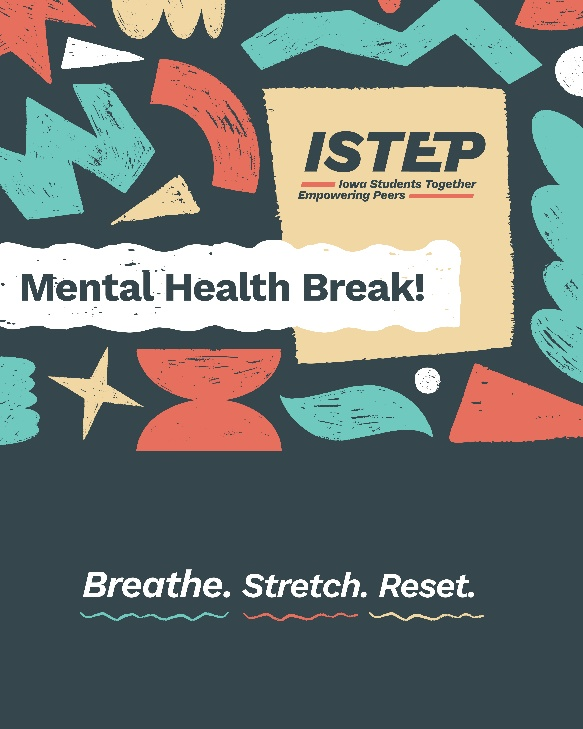 ISTEP
Iowa Students Together
Empowering Peers
Mental Health Break!
Breathe. Stretch. Reset.